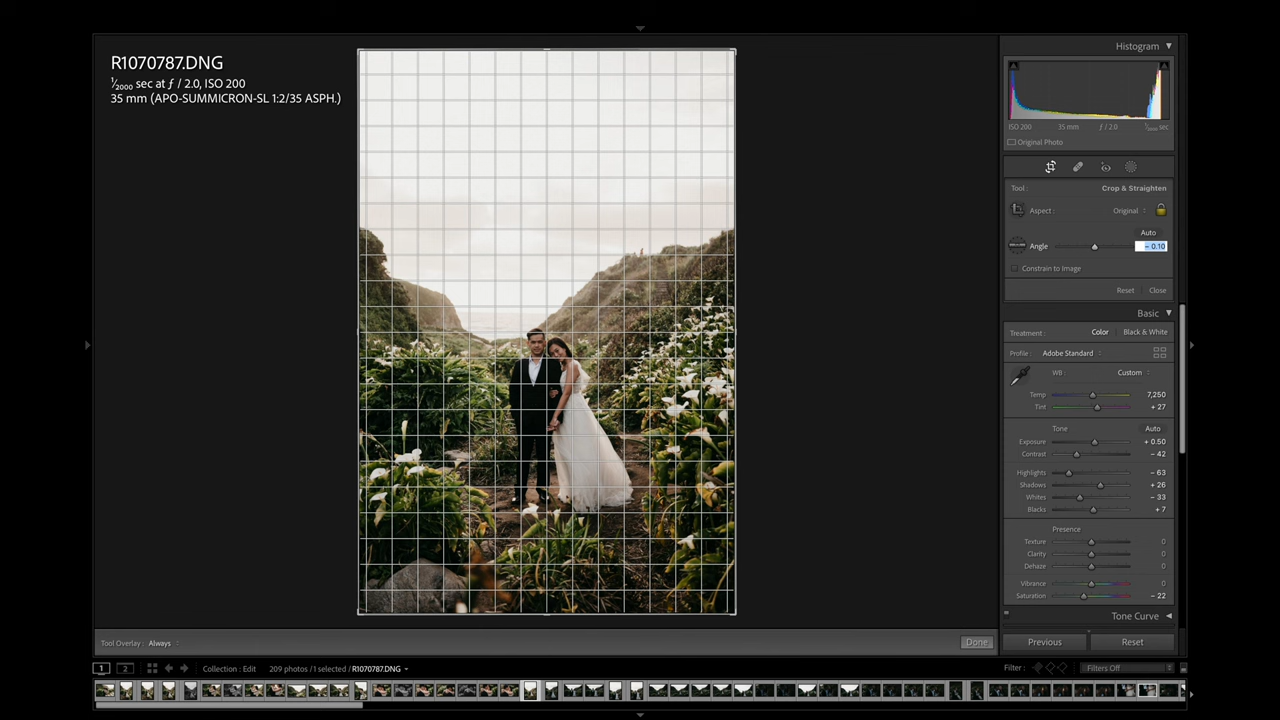 R1070787.DNG
1/2000 sec at ƒ / 2.0, ISO 200
35 mm (APO-SUMMICRON-SL 1:2/35 ASPH.)
Histogram
ISO 200 35 mm ƒ / 2.0 1/2000 sec
Original Photo
Tool : Crop & Straighten
Aspect : Original
Auto
Angle - 0.10
Constrain to Image
Reset Close
Basic
Treatment : Color Black & White
Profile : Adobe Standard
WB : Custom
Temp 7,250
Tint + 27
Tone Auto
Exposure + 0.50
Contrast - 42
Highlights - 63
Shadows + 26
Whites - 33
Blacks + 7
Presence
Texture 0
Clarity 0
Dehaze 0
Vibrance 0
Saturation - 22
Tone Curve
Tool Overlay : Always
Done
Previous Reset
1 2 Collection : Edit 209 photos / 1 selected / R1070787.DNG
Filter : Filters Off